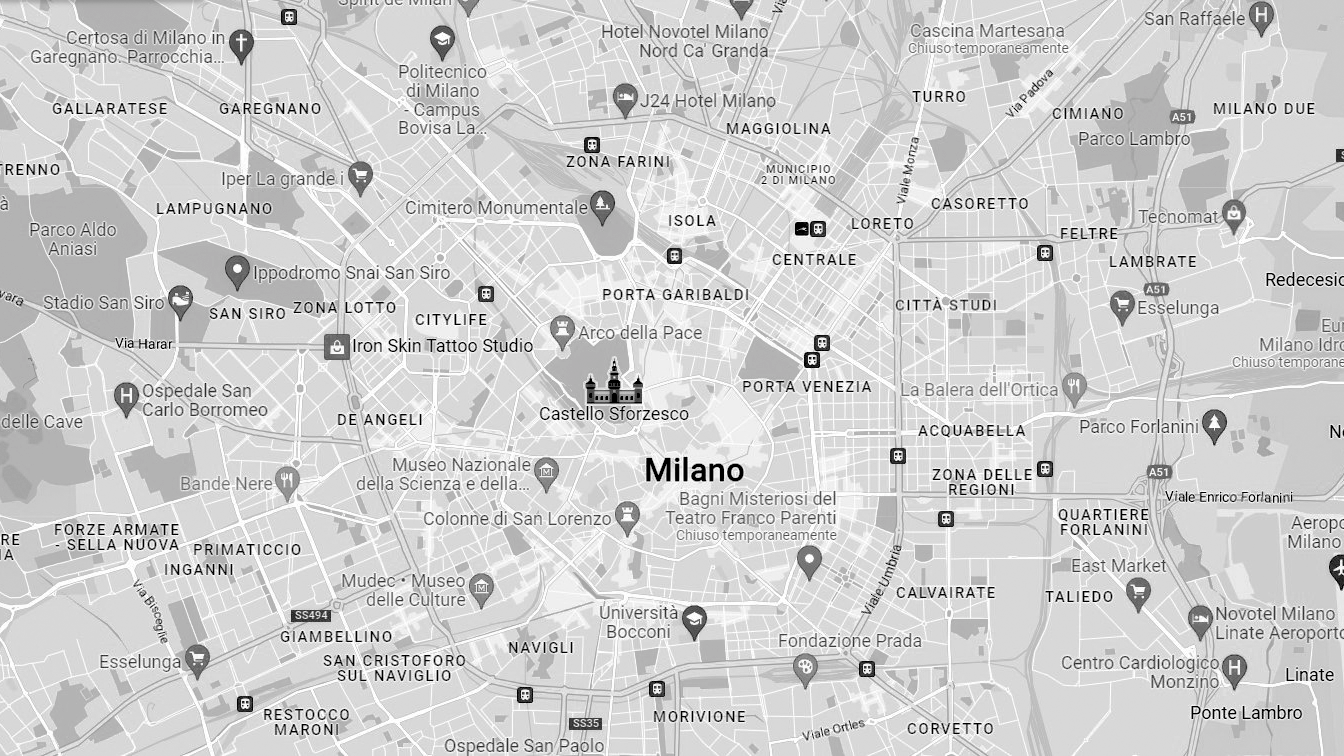 Spirit de Milan
Certosa di Milano in
Garegnano. Parrocchia...
Politecnico
di Milano
- Campus
Bovisa La...
Hotel Novotel Milano
Nord Ca' Granda
Cascina Martesana
Chiuso temporaneamente
San Raffaele
GALLARATESE
GAREGNANO
J24 Hotel Milano
MAGGIOLINA
TURRO
Via Padova
CIMIANO
A51
MILANO DUE
Parco Lambro
TRENNO
Iper La grande i
ZONA FARINI
MUNICIPIO
2 DI MILANO
Viale Monza
LAMPUGNANO
Cimitero Monumentale
ISOLA
LORETO
CASORETTO
Tecnomat
Parco Aldo
Aniasi
CENTRALE
FELTRE
LAMBRATE
Ippodromo Snai San Siro
Redecesio
Stadio San Siro
SAN SIRO
ZONA LOTTO
CITYLIFE
PORTA GARIBALDI
CITTÀ STUDI
A51
Esselunga
Via Harar
Iron Skin Tattoo Studio
Arco della Pace
Milano Idro
Chiuso temporane
Ospedale San
Carlo Borromeo
PORTA VENEZIA
La Balera dell'Ortica
delle Cave
DE ANGELI
Castello Sforzesco
ACQUABELLA
Parco Forlanini
Museo Nazionale
della Scienza e della...
Milano
ZONA DELLE
REGIONI
A51
Bande Nere
Viale Enrico Forlanini
Colonne di San Lorenzo
Bagni Misteriosi del
Teatro Franco Parenti
Chiuso temporaneamente
QUARTIERE
FORLANINI
Aeropo
Milano
FORZE ARMATE
- SELLA NUOVA
PRIMATICCIO
INGANNI
Via Bisceglie
Mudec • Museo
delle Culture
Viale Umbria
CALVAIRATE
East Market
TALIEDO
SS494
GIAMBELLINO
Università
Bocconi
Novotel Milano
Linate Aeroporto
NAVIGLI
Fondazione Prada
Esselunga
SAN CRISTOFORO
SUL NAVIGLIO
Centro Cardiologico
Monzino
Linate
RESTOCCO
MARONI
SS35
MORIVIONE
Viale Ortles
CORVETTO
Ponte Lambro
Ospedale San Paolo